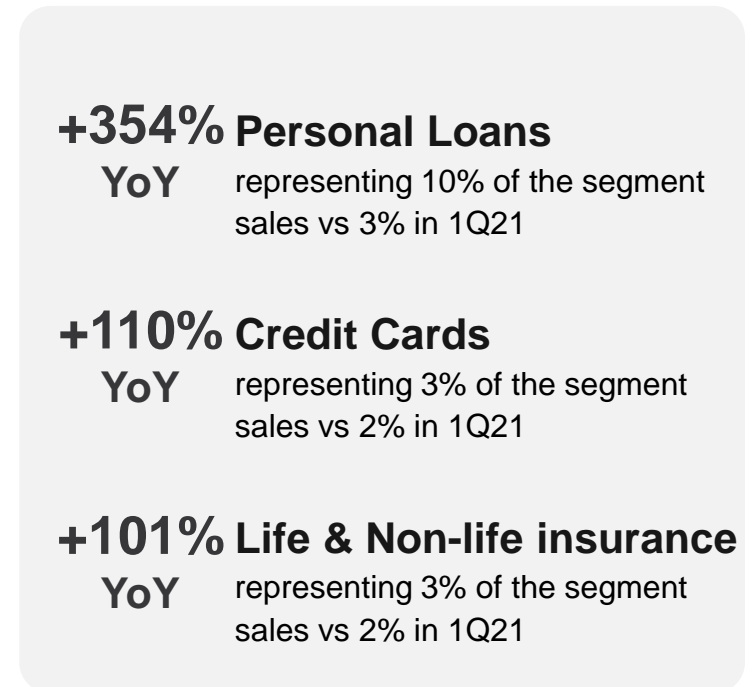 +354% Personal Loans
YoY representing 10% of the segment
sales vs 3% in 1Q21
+110% Credit Cards
YoY representing 3% of the segment
sales vs 2% in 1Q21
+101% Life & Non-life insurance
YoY representing 3% of the segment
sales vs 2% in 1Q21